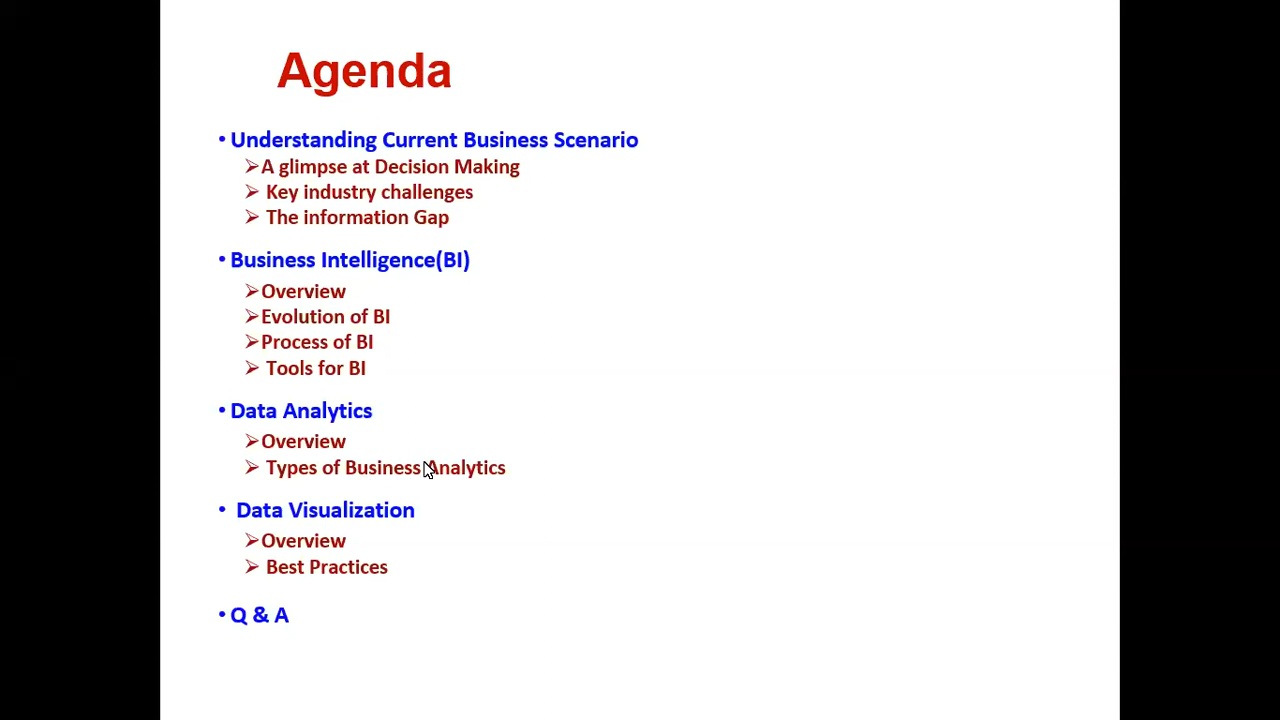 Agenda
• Understanding Current Business Scenario
➢A glimpse at Decision Making
➢ Key industry challenges
➢ The information Gap
• Business Intelligence(BI)
➢Overview
➢Evolution of BI
➢Process of BI
➢ Tools for BI
• Data Analytics
➢Overview
➢ Types of Business Analytics
• Data Visualization
➢Overview
➢ Best Practices
• Q & A